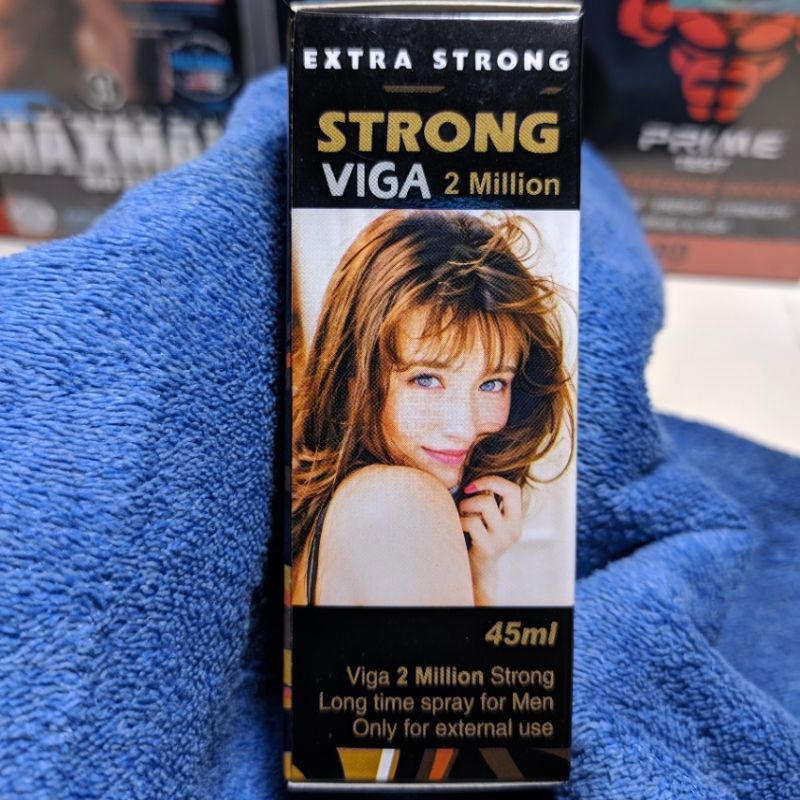 EXTRA STRONG
STRONG
VIGA 2 Million
45ml
Viga 2 Million Strong
Long time spray for Men
Only for external use
MAXMAN
PRIME